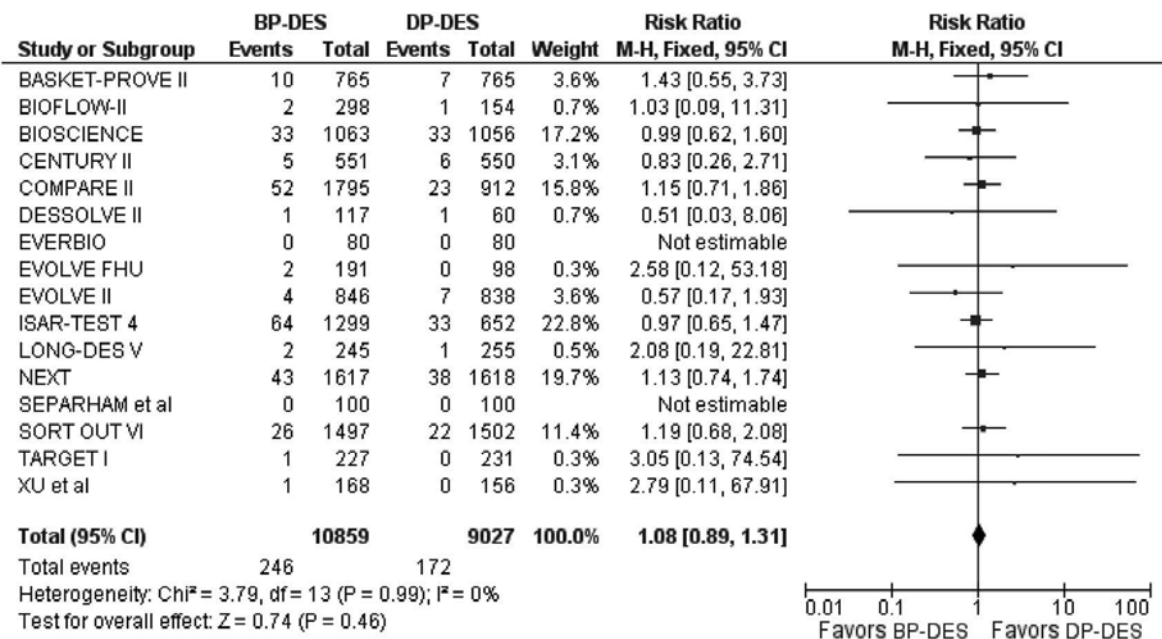 BP-DES DP-DES Risk Ratio Risk Ratio
Study or Subgroup Events Total Events Total Weight M-H, Fixed, 95% CI M-H, Fixed, 95% CI
BASKET-PROVE II 10 765 7 765 3.6% 1.43 [0.55, 3.73]
BIOFLOW-II 2 298 1 154 0.7% 1.03 [0.09, 11.31]
BIOSCIENCE 33 1063 33 1056 17.2% 0.99 [0.62, 1.60]
CENTURY II 5 551 6 550 3.1% 0.83 [0.26, 2.71]
COMPARE II 52 1795 23 912 15.8% 1.15 [0.71, 1.86]
DESSOLVE II 1 117 1 60 0.7% 0.51 [0.03, 8.06]
EVERBIO 0 80 0 80 Not estimable
EVOLVE FHU 2 191 0 98 0.3% 2.58 [0.12, 53.18]
EVOLVE II 4 846 7 838 3.6% 0.57 [0.17, 1.93]
ISAR-TEST 4 64 1299 33 652 22.8% 0.97 [0.65, 1.47]
LONG-DES V 2 245 1 255 0.5% 2.08 [0.19, 22.81]
NEXT 43 1617 38 1618 19.7% 1.13 [0.74, 1.74]
SEPARHAM et al 0 100 0 100 Not estimable
SORT OUT VI 26 1497 22 1502 11.4% 1.19 [0.68, 2.08]
TARGET I 1 227 0 231 0.3% 3.05 [0.13, 74.54]
XU et al 1 168 0 156 0.3% 2.79 [0.11, 67.91]
Total (95% CI) 10859 9027 100.0% 1.08 [0.89, 1.31]
Total events 246 172
Heterogeneity: Chi² = 3.79, df = 13 (P = 0.99); I² = 0%
Test for overall effect: Z = 0.74 (P = 0.46)
0.01 0.1 1 10 100
Favors BP-DES Favors DP-DES